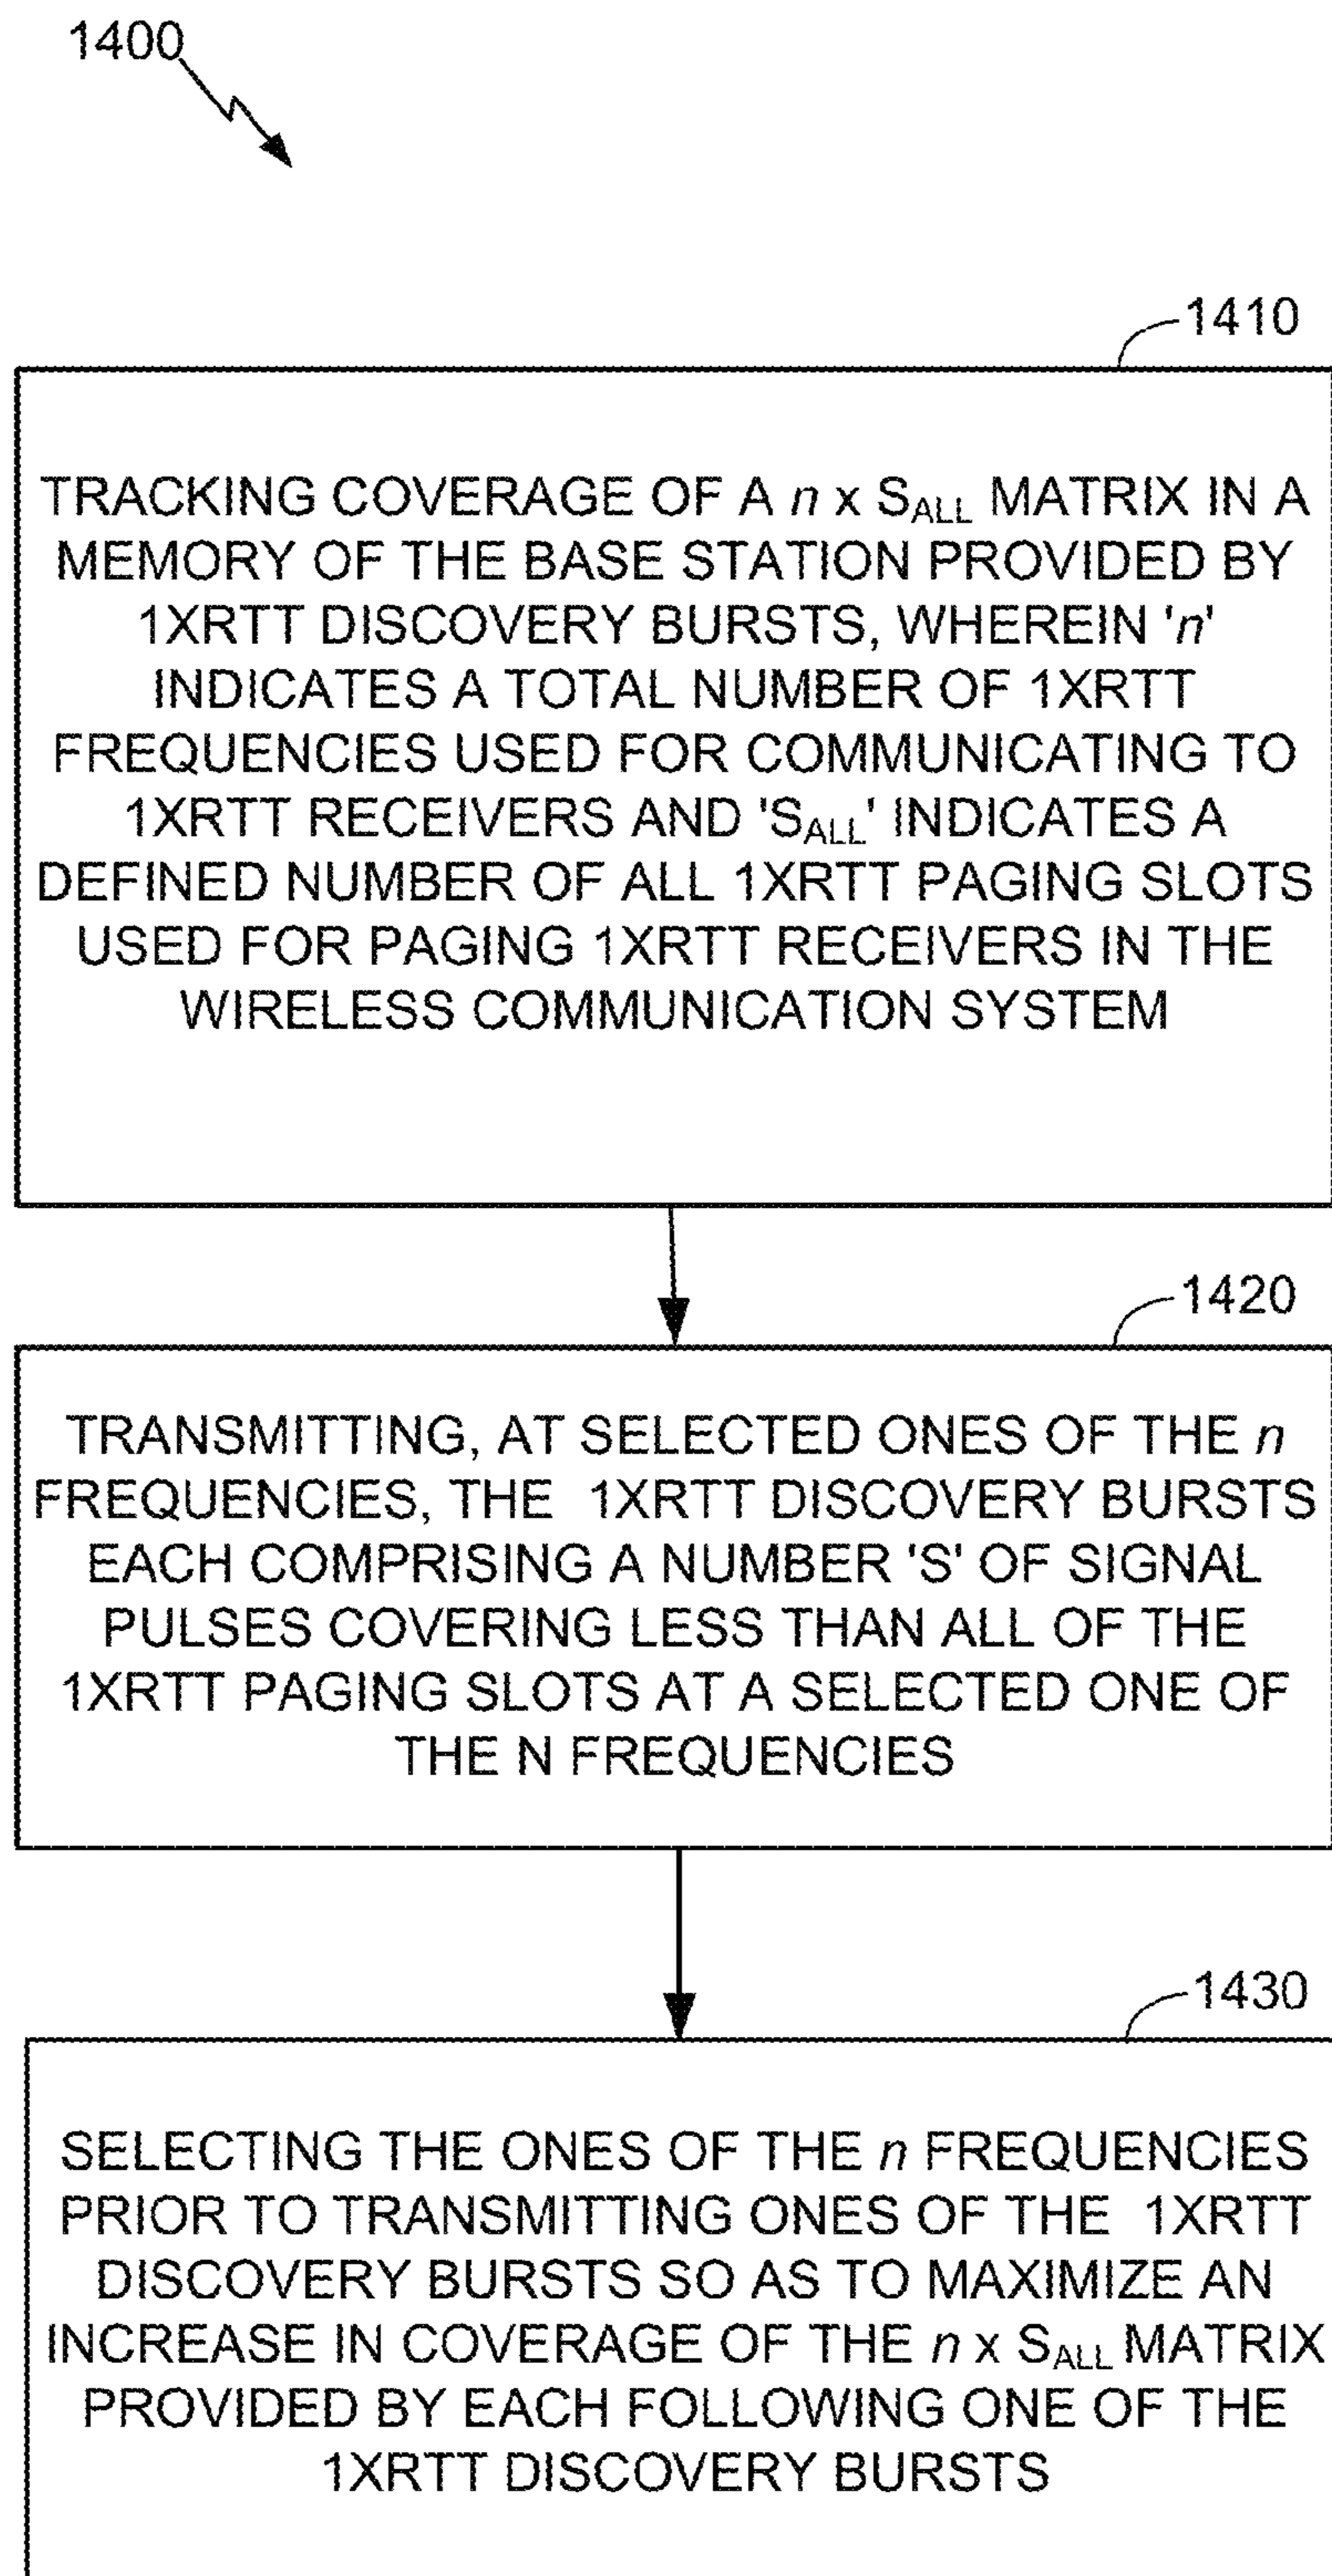 1400
1410
TRACKING COVERAGE OF A n x SALL MATRIX IN A
MEMORY OF THE BASE STATION PROVIDED BY
1XRTT DISCOVERY BURSTS, WHEREIN 'n'
INDICATES A TOTAL NUMBER OF 1XRTT
FREQUENCIES USED FOR COMMUNICATING TO
1XRTT RECEIVERS AND 'SALL' INDICATES A
DEFINED NUMBER OF ALL 1XRTT PAGING SLOTS
USED FOR PAGING 1XRTT RECEIVERS IN THE
WIRELESS COMMUNICATION SYSTEM
1420
TRANSMITTING, AT SELECTED ONES OF THE n
FREQUENCIES, THE 1XRTT DISCOVERY BURSTS
EACH COMPRISING A NUMBER 'S' OF SIGNAL
PULSES COVERING LESS THAN ALL OF THE
1XRTT PAGING SLOTS AT A SELECTED ONE OF
THE N FREQUENCIES
1430
SELECTING THE ONES OF THE n FREQUENCIES
PRIOR TO TRANSMITTING ONES OF THE 1XRTT
DISCOVERY BURSTS SO AS TO MAXIMIZE AN
INCREASE IN COVERAGE OF THE n x SALL MATRIX
PROVIDED BY EACH FOLLOWING ONE OF THE
1XRTT DISCOVERY BURSTS